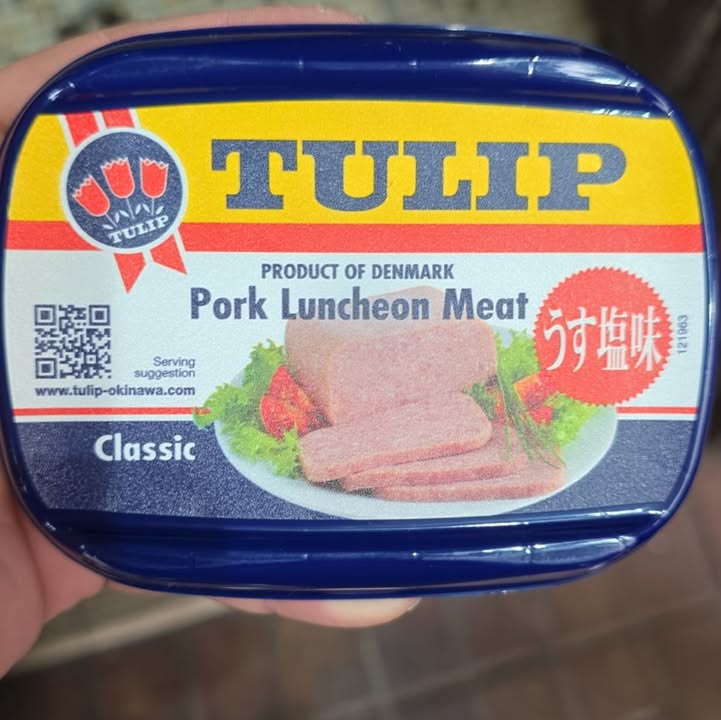 TULIP
TULIP
PRODUCT OF DENMARK
Pork Luncheon Meat
うす塩味
121963
Serving
suggestion
www.tulip-okinawa.com
Classic